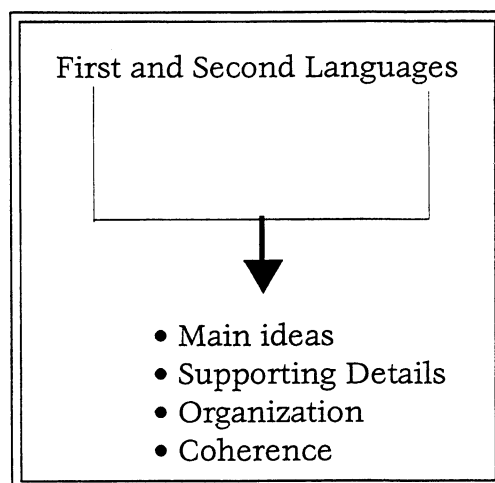 First and Second Languages
• Main ideas
• Supporting Details
• Organization
• Coherence